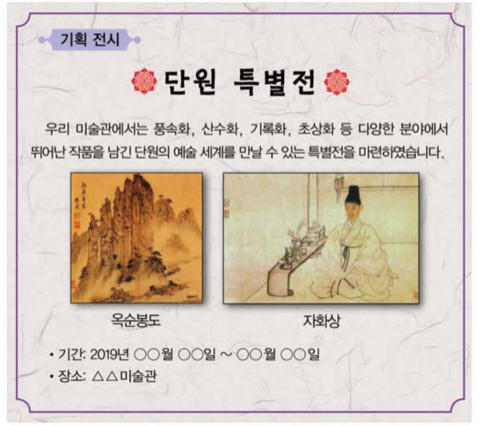 기획 전시
단원 특별전
우리 미술관에서는 풍속화, 산수화, 기록화, 초상화 등 다양한 분야에서
뛰어난 작품을 남긴 단원의 예술 세계를 만날 수 있는 특별전을 마련하였습니다.
옥순봉도
자화상
• 기간: 2019년 ○○월 ○○일 ~ ○○월 ○○일
• 장소: △△미술관